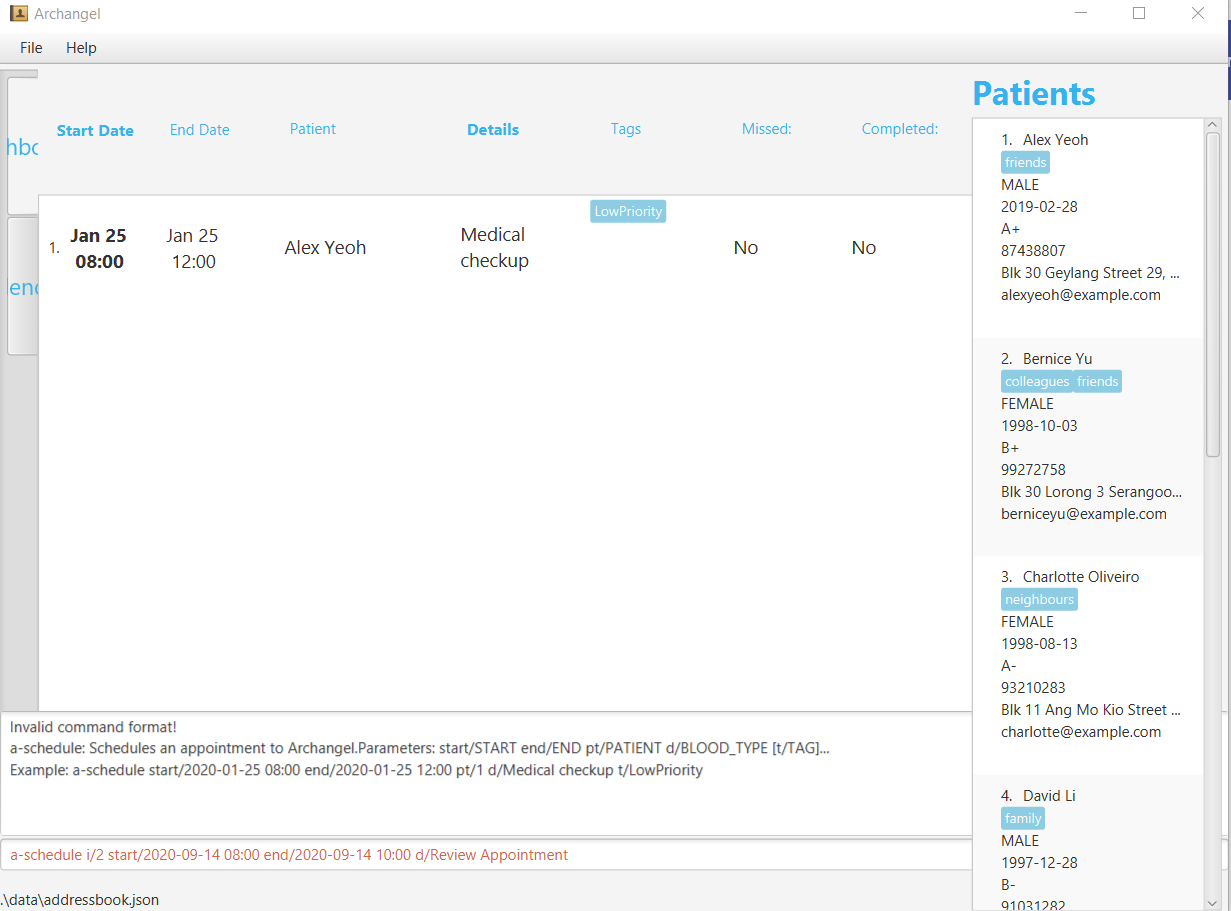 Archangel
File Help
Start Date End Date Patient Details Tags Missed: Completed:
1. Jan 25 08:00 Jan 25 12:00 Alex Yeoh Medical checkup LowPriority No No
Patients
1. Alex Yeoh
friends
MALE
2019-02-28
A+
87438807
Blk 30 Geylang Street 29, ...
alexyeoh@example.com
2. Bernice Yu
colleagues friends
FEMALE
1998-10-03
B+
99272758
Blk 30 Lorong 3 Serangoo...
berniceyu@example.com
3. Charlotte Oliveiro
neighbours
FEMALE
1998-08-13
A-
93210283
Blk 11 Ang Mo Kio Street ...
charlotte@example.com
4. David Li
family
MALE
1997-12-28
B-
91031282
Invalid command format!
a-schedule: Schedules an appointment to Archangel.Parameters: start/START end/END pt/PATIENT d/BLOOD_TYPE [t/TAG]...
Example: a-schedule start/2020-01-25 08:00 end/2020-01-25 12:00 pt/1 d/Medical checkup t/LowPriority
a-schedule i/2 start/2020-09-14 08:00 end/2020-09-14 10:00 d/Review Appointment
.\data\addressbook.json